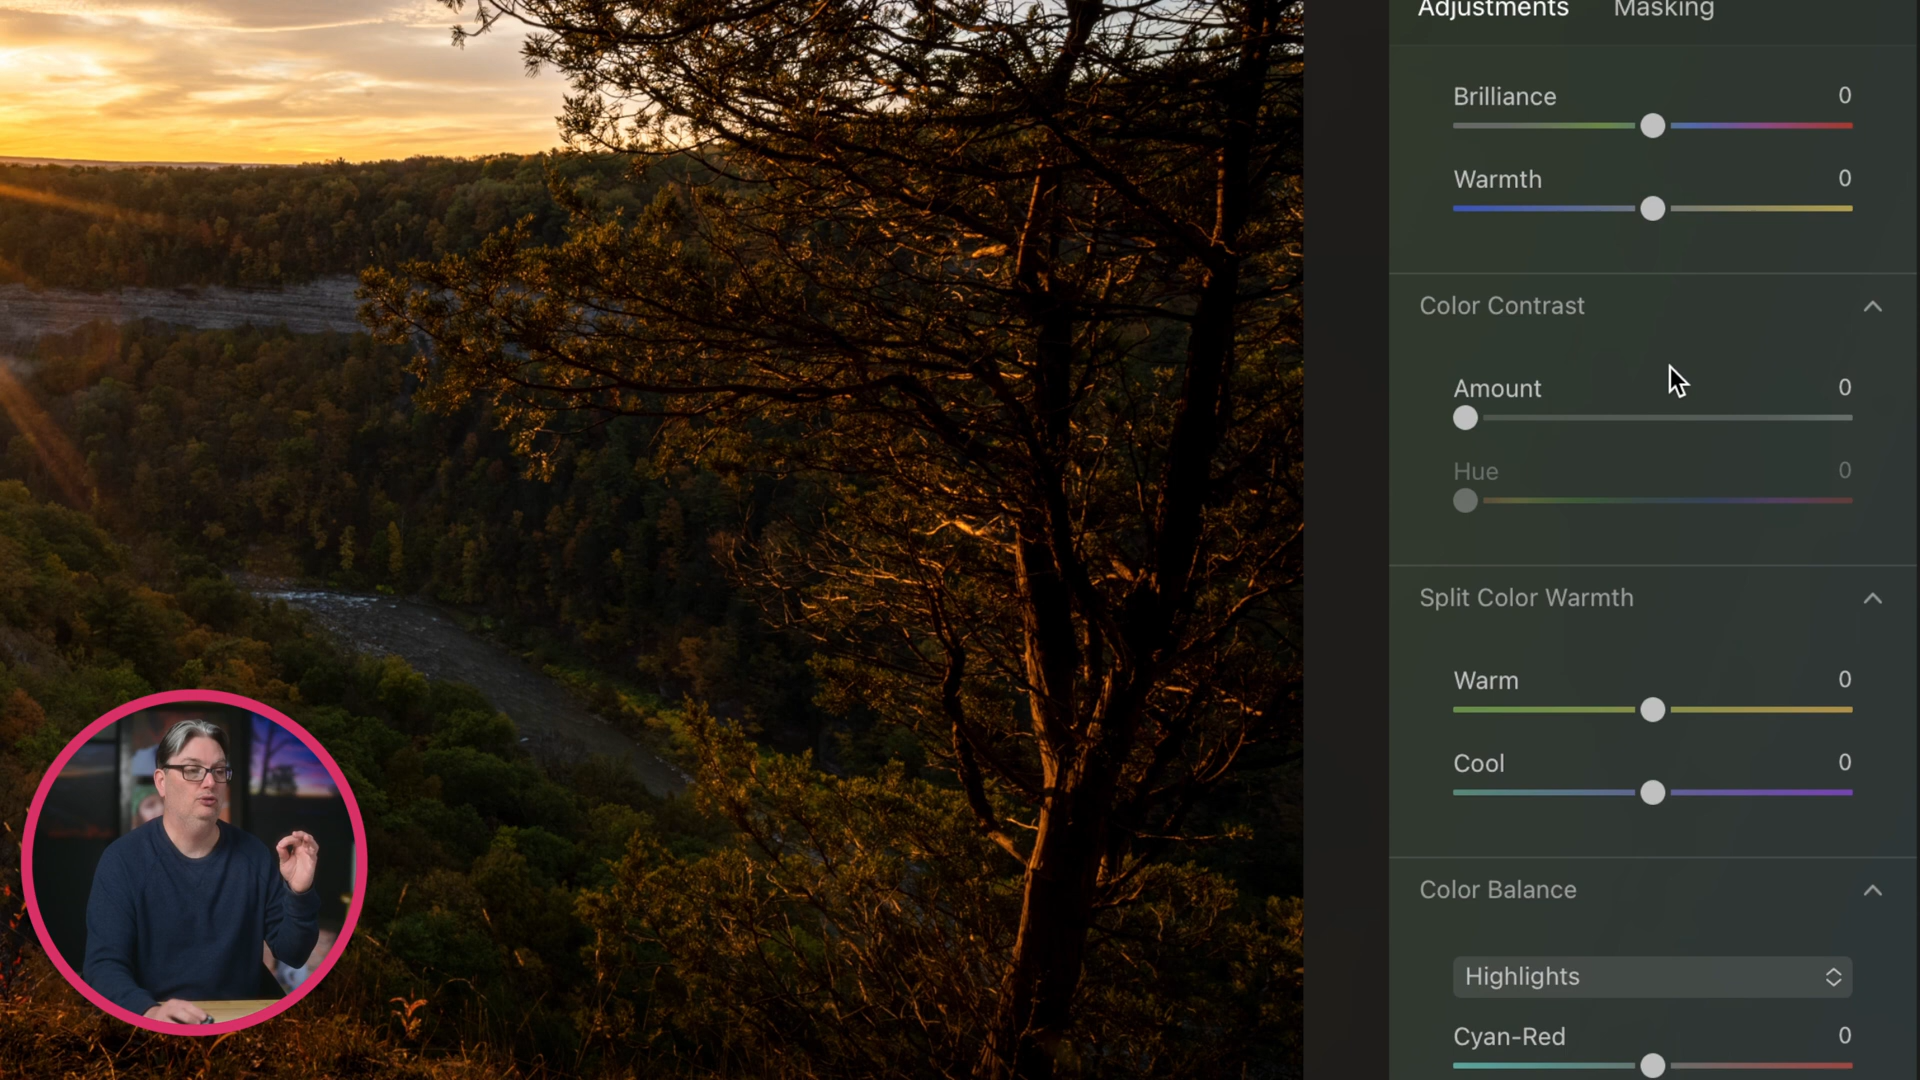 Adjustments Masking
Brilliance 0
Warmth 0
Color Contrast
Amount 0
Hue 0
Split Color Warmth
Warm 0
Cool 0
Color Balance
Highlights
Cyan-Red 0